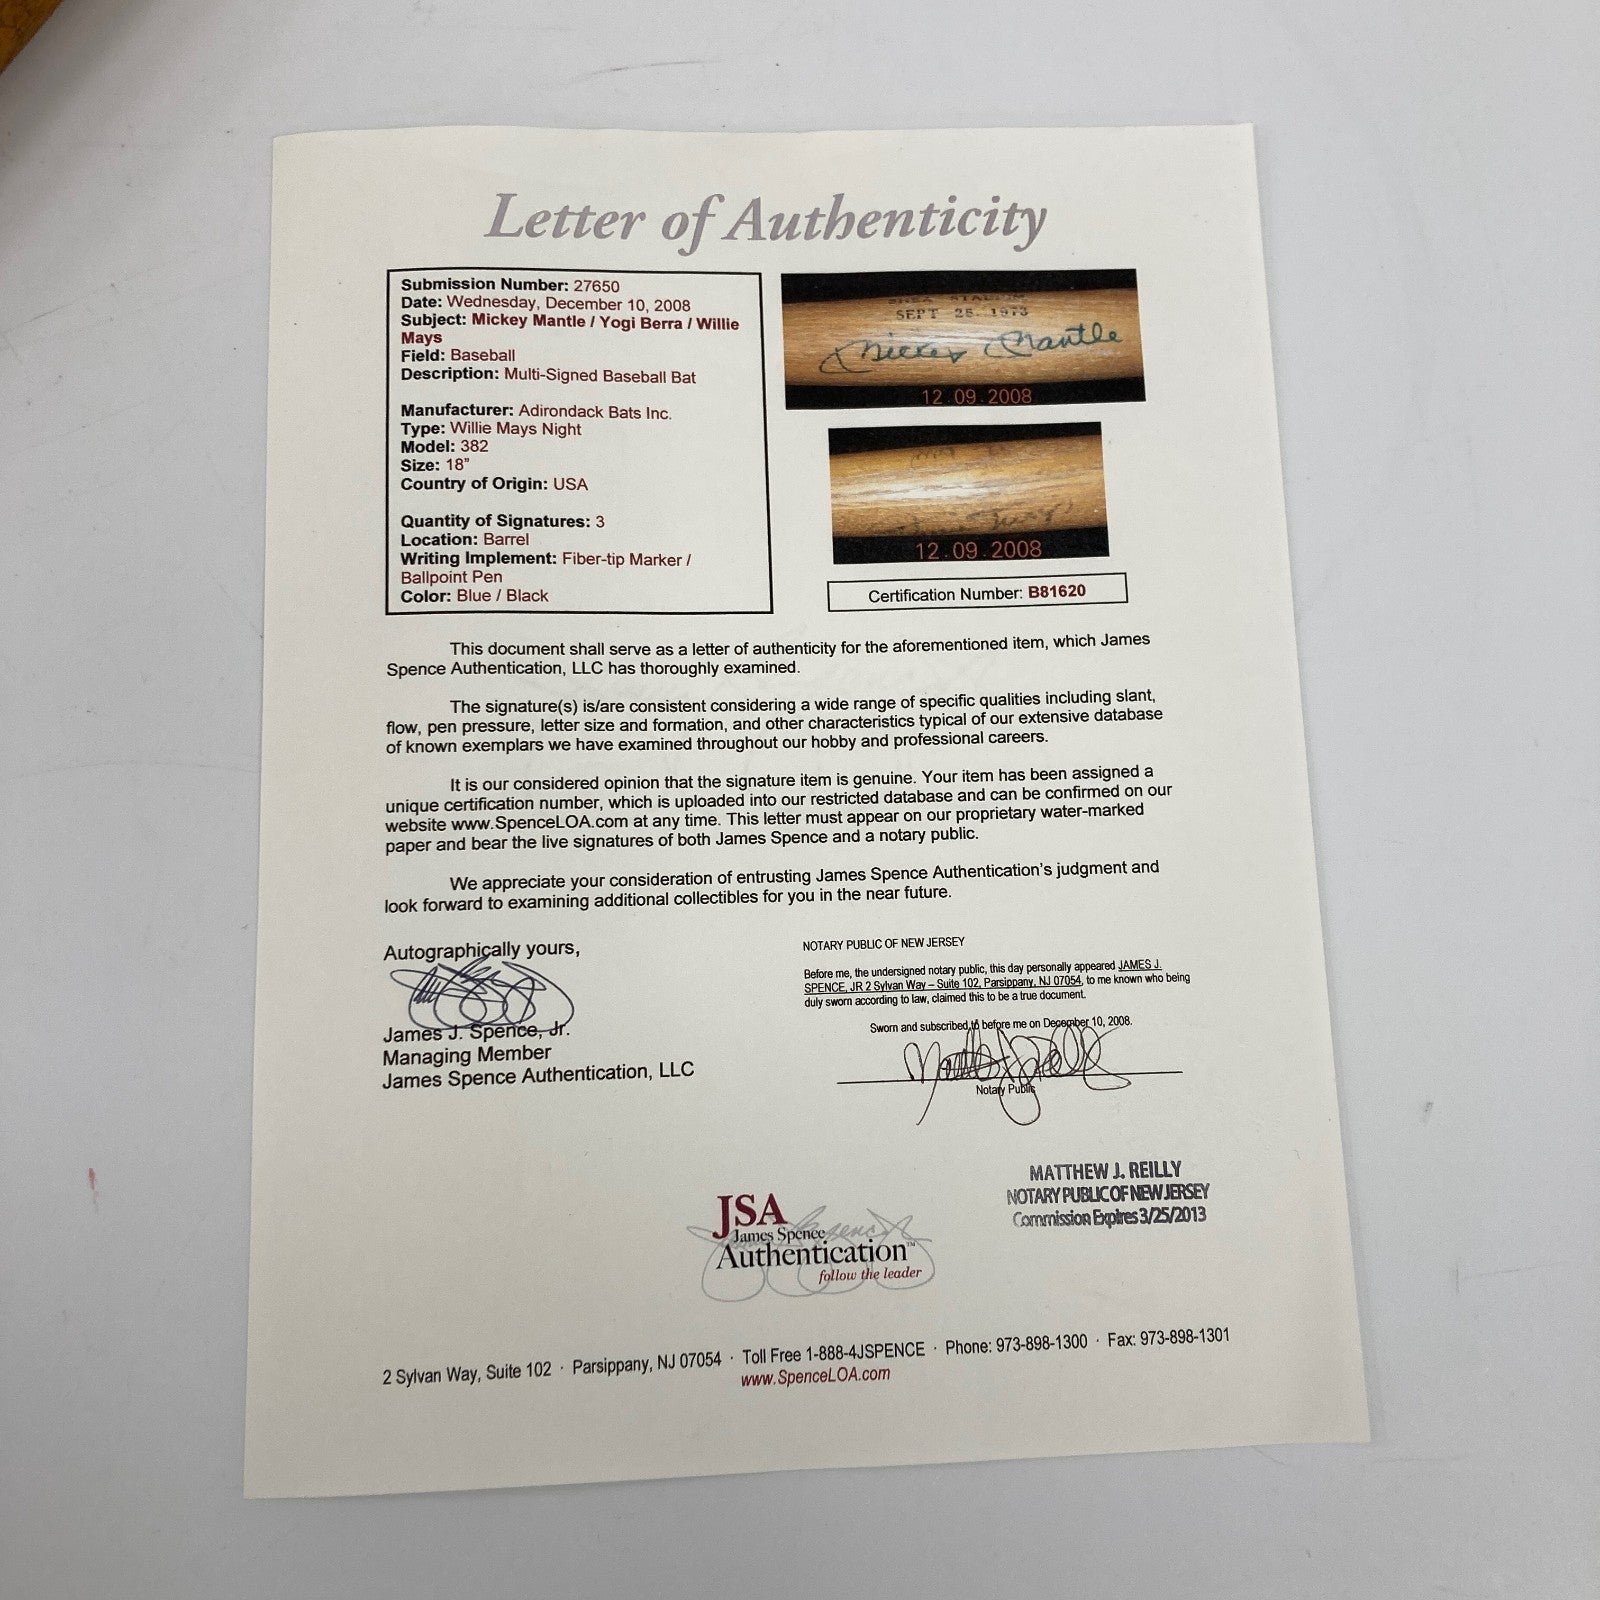 Letter of Authenticity
Submission Number: 27650
Date: Wednesday, December 10, 2008
Subject: Mickey Mantle / Yogi Berra / Willie
Mays
Field: Baseball
Description: Multi-Signed Baseball Bat
Manufacturer: Adirondack Bats Inc.
Type: Willie Mays Night
Model: 382
Size: 18"
Country of Origin: USA
Quantity of Signatures: 3
Location: Barrel
Writing Implement: Fiber-tip Marker /
Ballpoint Pen
Color: Blue / Black
SHEA STADIUM
SEPT 25. 1973
Mickey Mantle
12.09.2008
12.09.2008
Certification Number: B81620
This document shall serve as a letter of authenticity for the aforementioned item, which James
Spence Authentication, LLC has thoroughly examined.
The signature(s) is/are consistent considering a wide range of specific qualities including slant,
flow, pen pressure, letter size and formation, and other characteristics typical of our extensive database
of known exemplars we have examined throughout our hobby and professional careers.
It is our considered opinion that the signature item is genuine. Your item has been assigned a
unique certification number, which is uploaded into our restricted database and can be confirmed on our
website www.SpenceLOA.com at any time. This letter must appear on our proprietary water-marked
paper and bear the live signatures of both James Spence and a notary public.
We appreciate your consideration of entrusting James Spence Authentication's judgment and
look forward to examining additional collectibles for you in the near future.
Autographically yours,
James J. Spence, Jr.
Managing Member
James Spence Authentication, LLC
NOTARY PUBLIC OF NEW JERSEY
Before me, the undersigned notary public, this day personally appeared JAMES J.
SPENCE, JR 2 Sylvan Way – Suite 102, Parsippany, NJ 07054, to me known who being
duly sworn according to law, claimed this to be a true document.
Sworn and subscribed to before me on December 10, 2008.
Notary Public
MATTHEW J. REILLY
NOTARY PUBLIC OF NEW JERSEY
Commission Expires 3/25/2013
JSA
James Spence
Authentication™
follow the leader
2 Sylvan Way, Suite 102 · Parsippany, NJ 07054 · Toll Free 1-888-4JSPENCE · Phone: 973-898-1300 · Fax: 973-898-1301
www.SpenceLOA.com